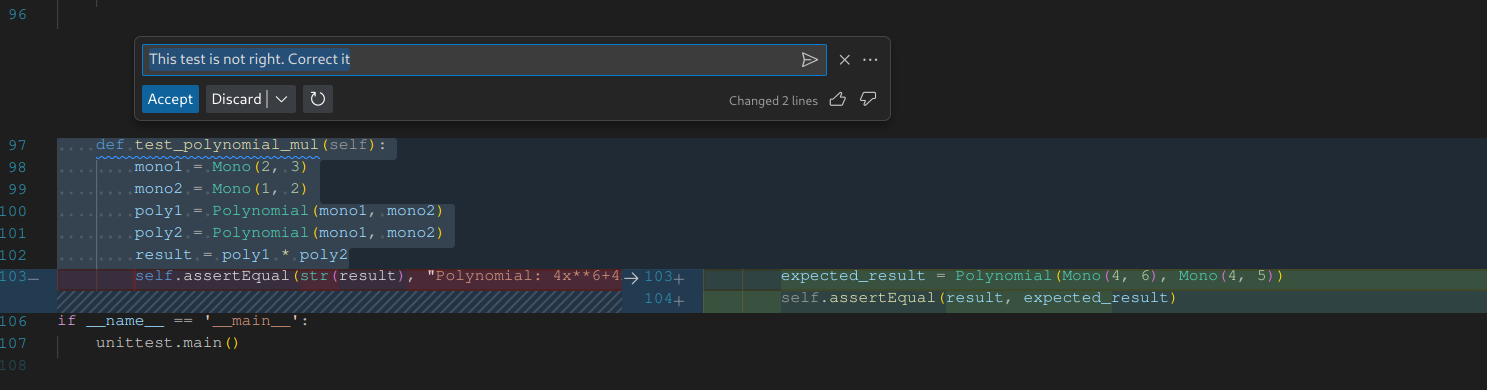 96
This test is not right. Correct it
Accept Discard Changed 2 lines
97 def test_polynomial_mul(self):
98 mono1 = Mono(2, 3)
99 mono2 = Mono(1, 2)
100 poly1 = Polynomial(mono1, mono2)
101 poly2 = Polynomial(mono1, mono2)
102 result = poly1 * poly2
103 self.assertEqual(str(result), "Polynomial: 4x**6+4 103+ expected_result = Polynomial(Mono(4, 6), Mono(4, 5))
104+ self.assertEqual(result, expected_result)
106 if __name__ == '__main__':
107 unittest.main()
108